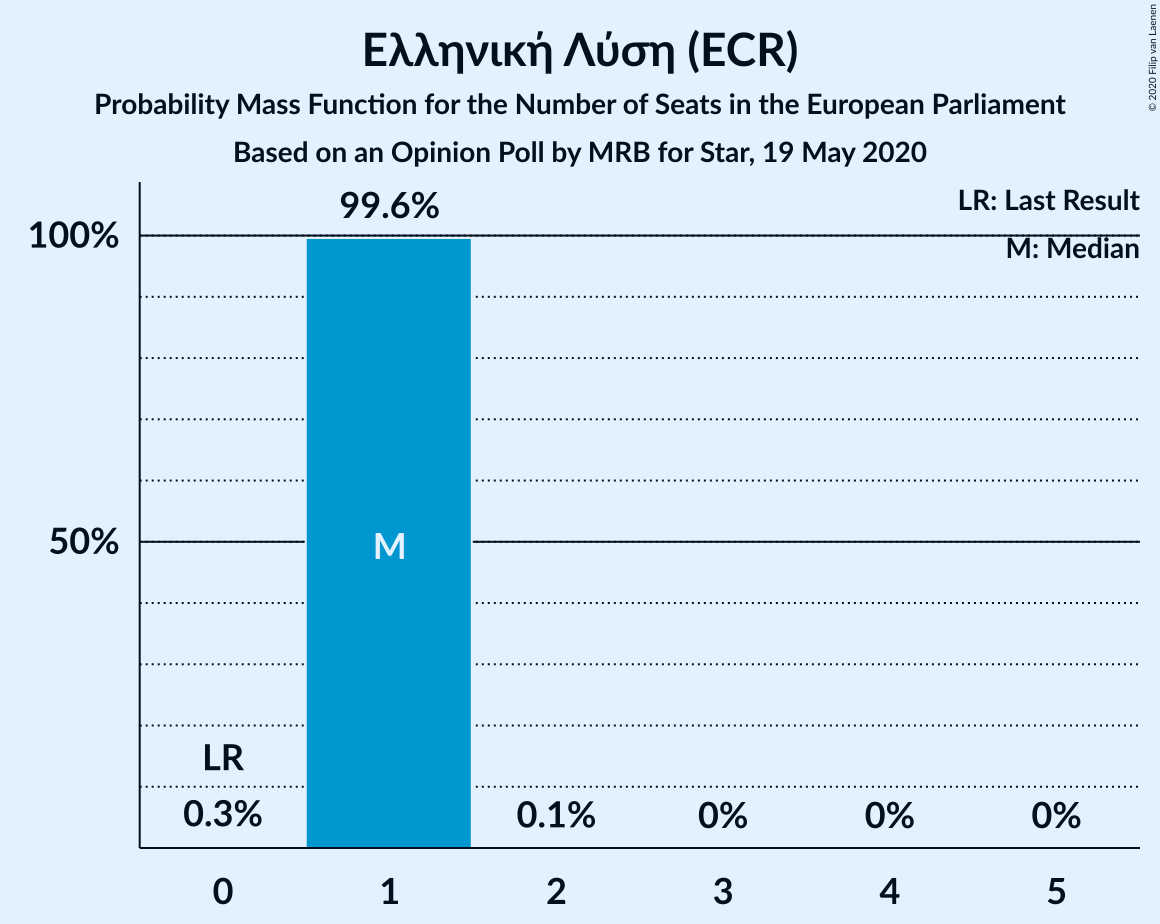 Ελληνική Λύση (ECR)
Probability Mass Function for the Number of Seats in the European Parliament
Based on an Opinion Poll by MRB for Star, 19 May 2020
© 2020 Filip van Laenen
LR: Last Result
M: Median
99.6%
100%
50%
M
LR
0.3%
0.1%
0%
0%
0%
0
1
2
3
4
5